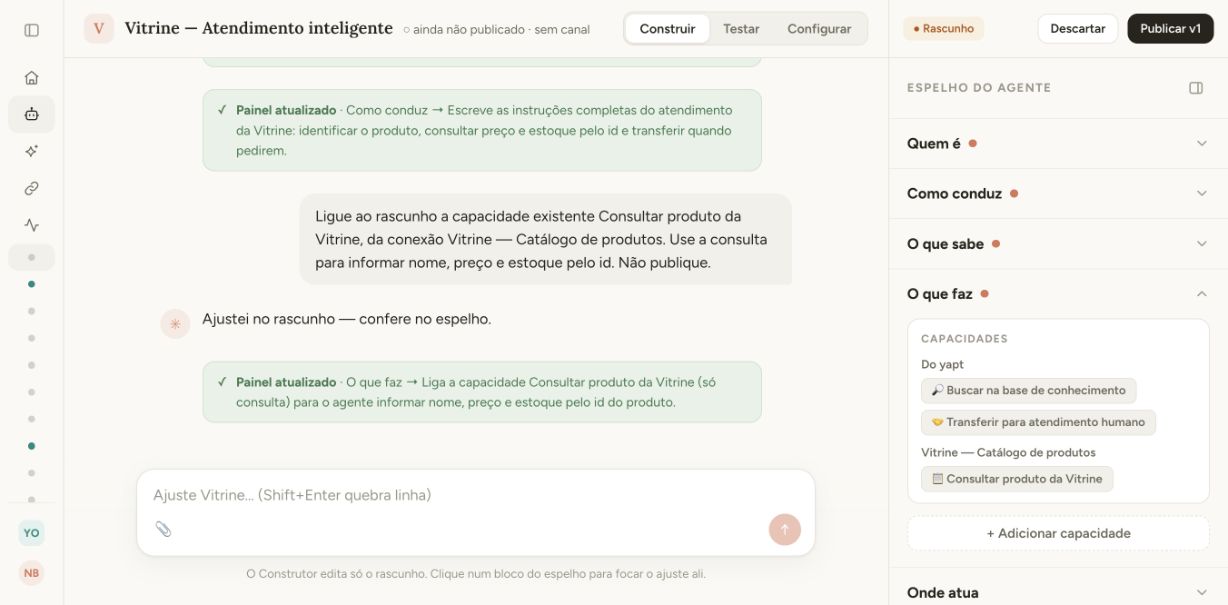 V
Vitrine — Atendimento inteligente
ainda não publicado · sem canal
Construir
Testar
Configurar
Rascunho
Descartar
Publicar v1
✓ Painel atualizado · Como conduz → Escreve as instruções completas do atendimento
da Vitrine: identificar o produto, consultar preço e estoque pelo id e transferir quando
pedirem.
Ligue ao rascunho a capacidade existente Consultar produto da
Vitrine, da conexão Vitrine — Catálogo de produtos. Use a consulta
para informar nome, preço e estoque pelo id. Não publique.
Ajustei no rascunho — confere no espelho.
✓ Painel atualizado · O que faz → Liga a capacidade Consultar produto da Vitrine (só
consulta) para o agente informar nome, preço e estoque pelo id do produto.
Ajuste Vitrine... (Shift+Enter quebra linha)
O Construtor edita só o rascunho. Clique num bloco do espelho para focar o ajuste ali.
YO
NB
ESPELHO DO AGENTE
Quem é
Como conduz
O que sabe
O que faz
CAPACIDADES
Do yapt
Buscar na base de conhecimento
Transferir para atendimento humano
Vitrine — Catálogo de produtos
Consultar produto da Vitrine
+ Adicionar capacidade
Onde atua